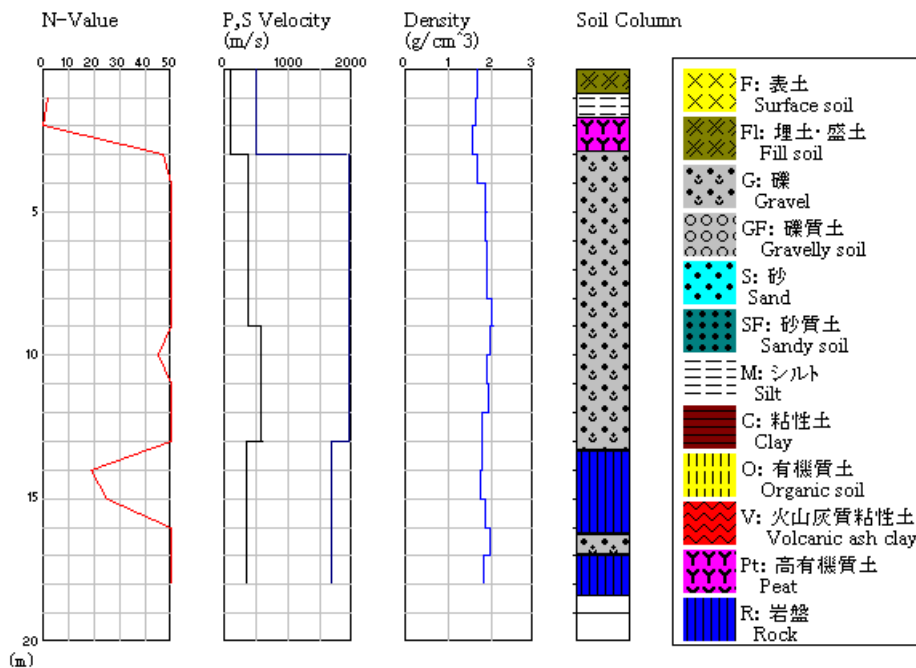 N-Value
P,S Velocity
(m/s)
Density
(g/cm^3)
Soil Column
0 10 20 30 40 50
0 1000 2000
0 1 2 3
5
10
15
20
(m)
F: 表土
Surface soil
Fl: 埋土・盛土
Fill soil
G: 礫
Gravel
GF: 礫質土
Gravelly soil
S: 砂
Sand
SF: 砂質土
Sandy soil
M: シルト
Silt
C: 粘性土
Clay
O: 有機質土
Organic soil
V: 火山灰質粘性土
Volcanic ash clay
Pt: 高有機質土
Peat
R: 岩盤
Rock